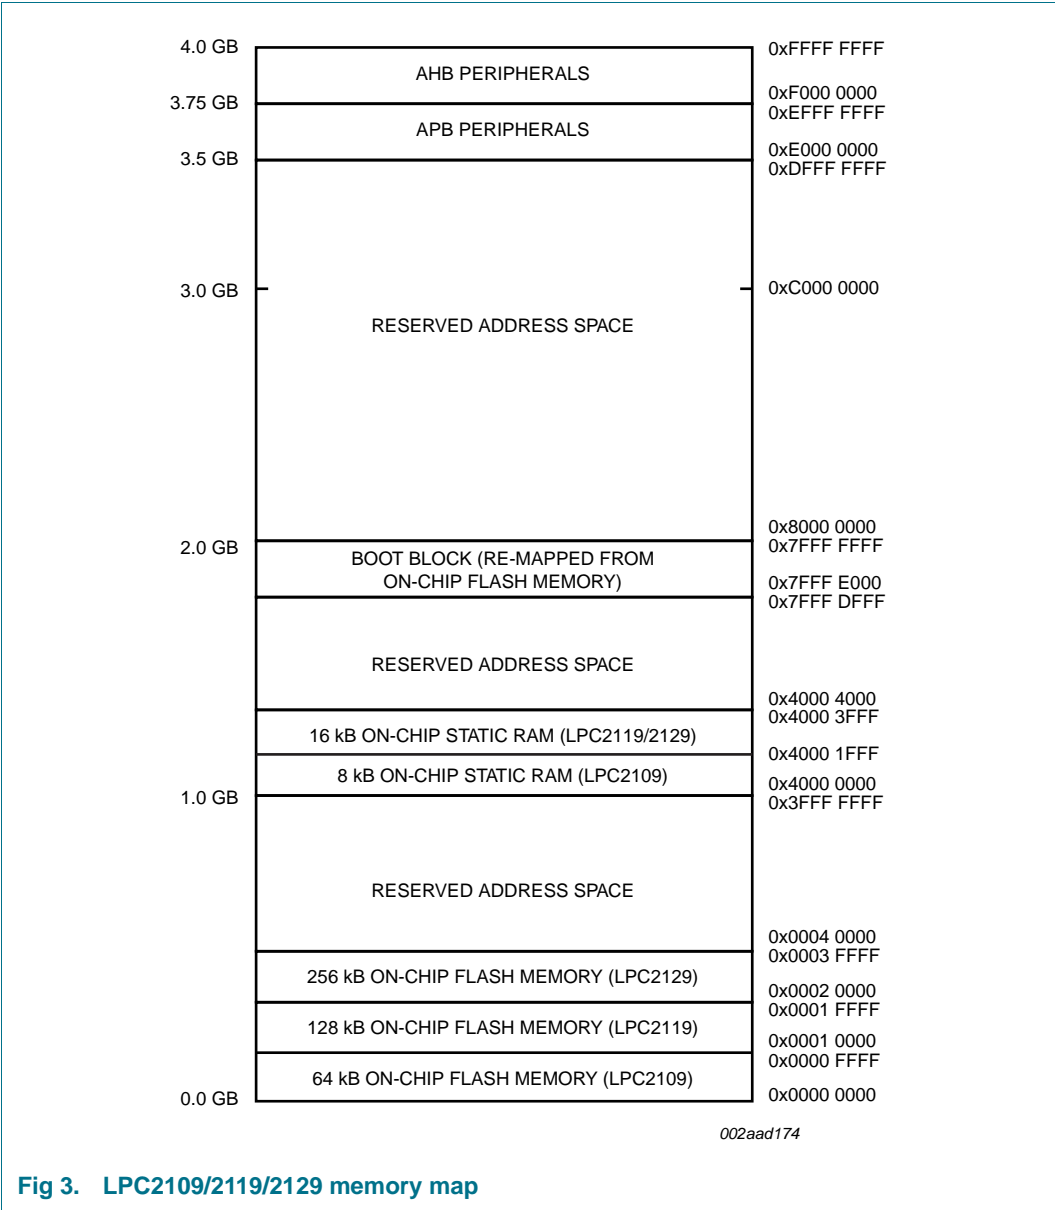 4.0 GB
0xFFFF FFFF
AHB PERIPHERALS
0xF000 0000
3.75 GB
0xEFFF FFFF
APB PERIPHERALS
0xE000 0000
3.5 GB
0xDFFF FFFF
3.0 GB
0xC000 0000
RESERVED ADDRESS SPACE
0x8000 0000
2.0 GB
0x7FFF FFFF
BOOT BLOCK (RE-MAPPED FROM
ON-CHIP FLASH MEMORY)
0x7FFF E000
0x7FFF DFFF
RESERVED ADDRESS SPACE
0x4000 4000
0x4000 3FFF
16 kB ON-CHIP STATIC RAM (LPC2119/2129)
0x4000 1FFF
8 kB ON-CHIP STATIC RAM (LPC2109)
0x4000 0000
1.0 GB
0x3FFF FFFF
RESERVED ADDRESS SPACE
0x0004 0000
0x0003 FFFF
256 kB ON-CHIP FLASH MEMORY (LPC2129)
0x0002 0000
0x0001 FFFF
128 kB ON-CHIP FLASH MEMORY (LPC2119)
0x0001 0000
0x0000 FFFF
64 kB ON-CHIP FLASH MEMORY (LPC2109)
0.0 GB
0x0000 0000
002aad174
Fig 3. LPC2109/2119/2129 memory map